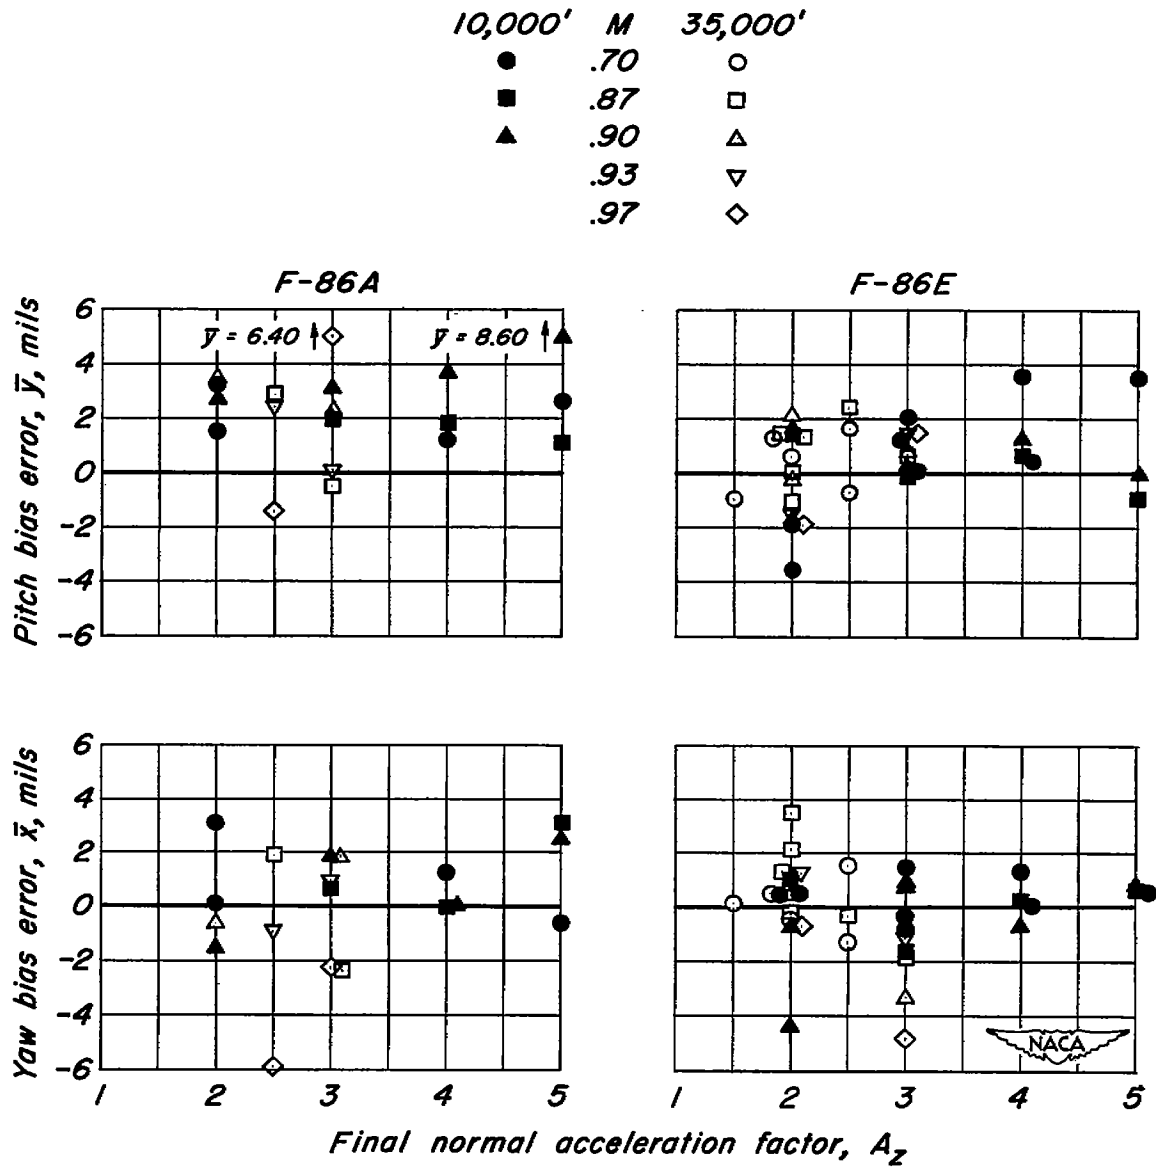 10,000' M 35,000'
.70
.87
.90
.93
.97
F-86A
F-86E
Pitch bias error, y̅, mils
6
4
2
0
-2
-4
-6
y̅ = 6.40
y̅ = 8.60
Yaw bias error, x̅, mils
6
4
2
0
-2
-4
-6
1 2 3 4 5
1 2 3 4 5
NACA
Final normal acceleration factor, Az